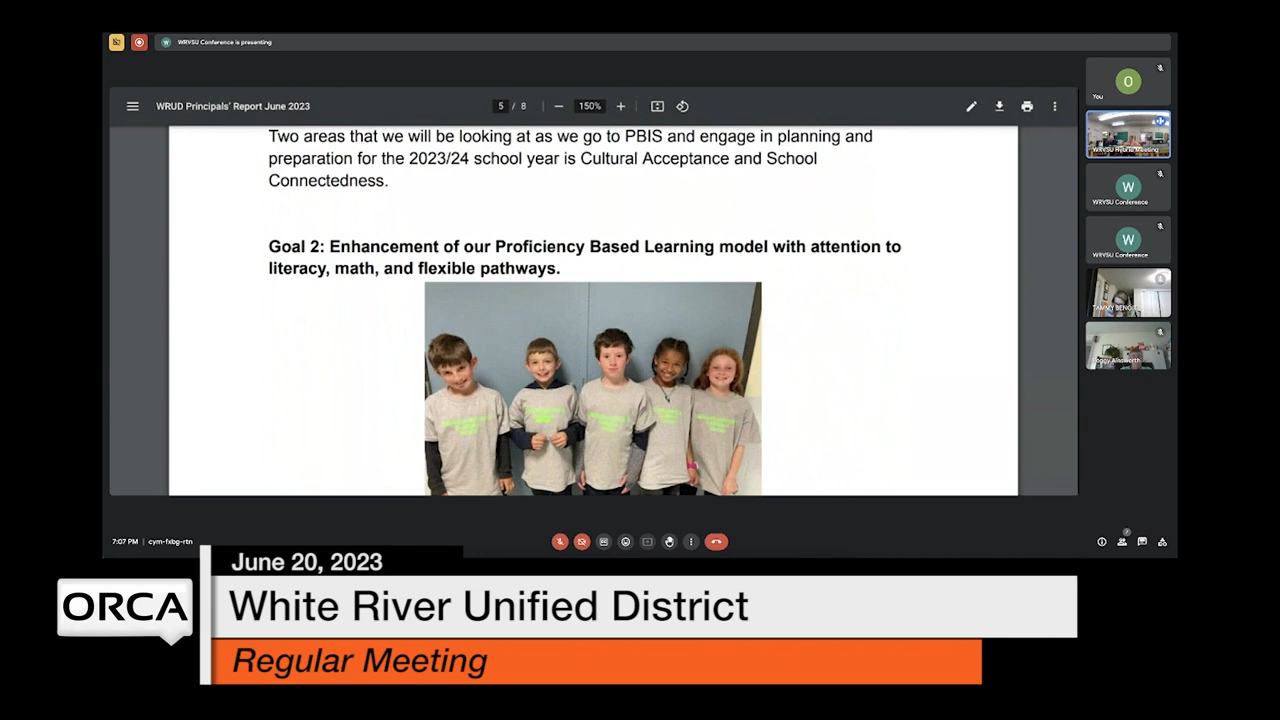 WRVSU Conference is presenting
WRUD Principals' Report June 2023
5 / 8
150%
Two areas that we will be looking at as we go to PBIS and engage in planning and
preparation for the 2023/24 school year is Cultural Acceptance and School
Connectedness.
Goal 2: Enhancement of our Proficiency Based Learning model with attention to
literacy, math, and flexible pathways.
O
You
WRVSU Hybrid Meeting
W
WRVSU Conference
W
WRVSU Conference
7:07 PM | cym-fxbg-rtn
7
June 20, 2023
ORCA
White River Unified District
Regular Meeting